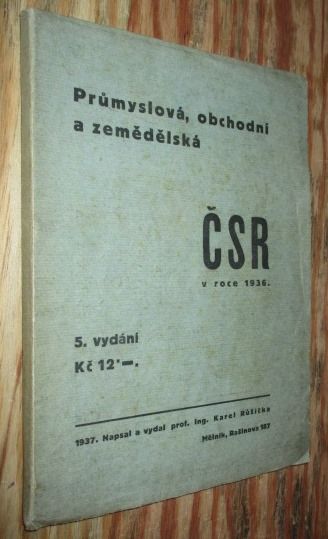 Průmyslová, obchodní
a zemědělská
ČSR
v roce 1936.
5. vydání
Kč 12·—.
1937. Napsal a vydal prof. Ing. Karel Růžička
Mělník, Rašínova 187